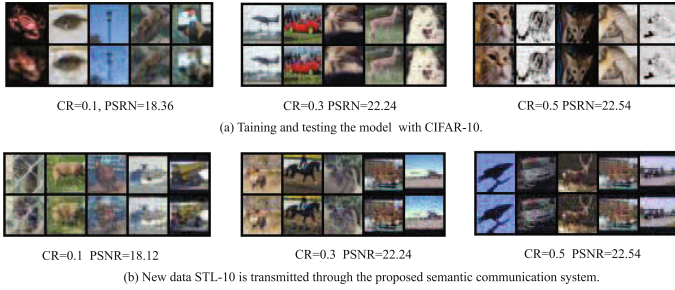 CR=0.1, PSRN=18.36 CR=0.3 PSRN=22.24 CR=0.5 PSRN=22.54
(a) Taining and testing the model with CIFAR-10.
CR=0.1 PSNR=18.12 CR=0.3 PSNR=22.24 CR=0.5 PSNR=22.54
(b) New data STL-10 is transmitted through the proposed semantic communication system.